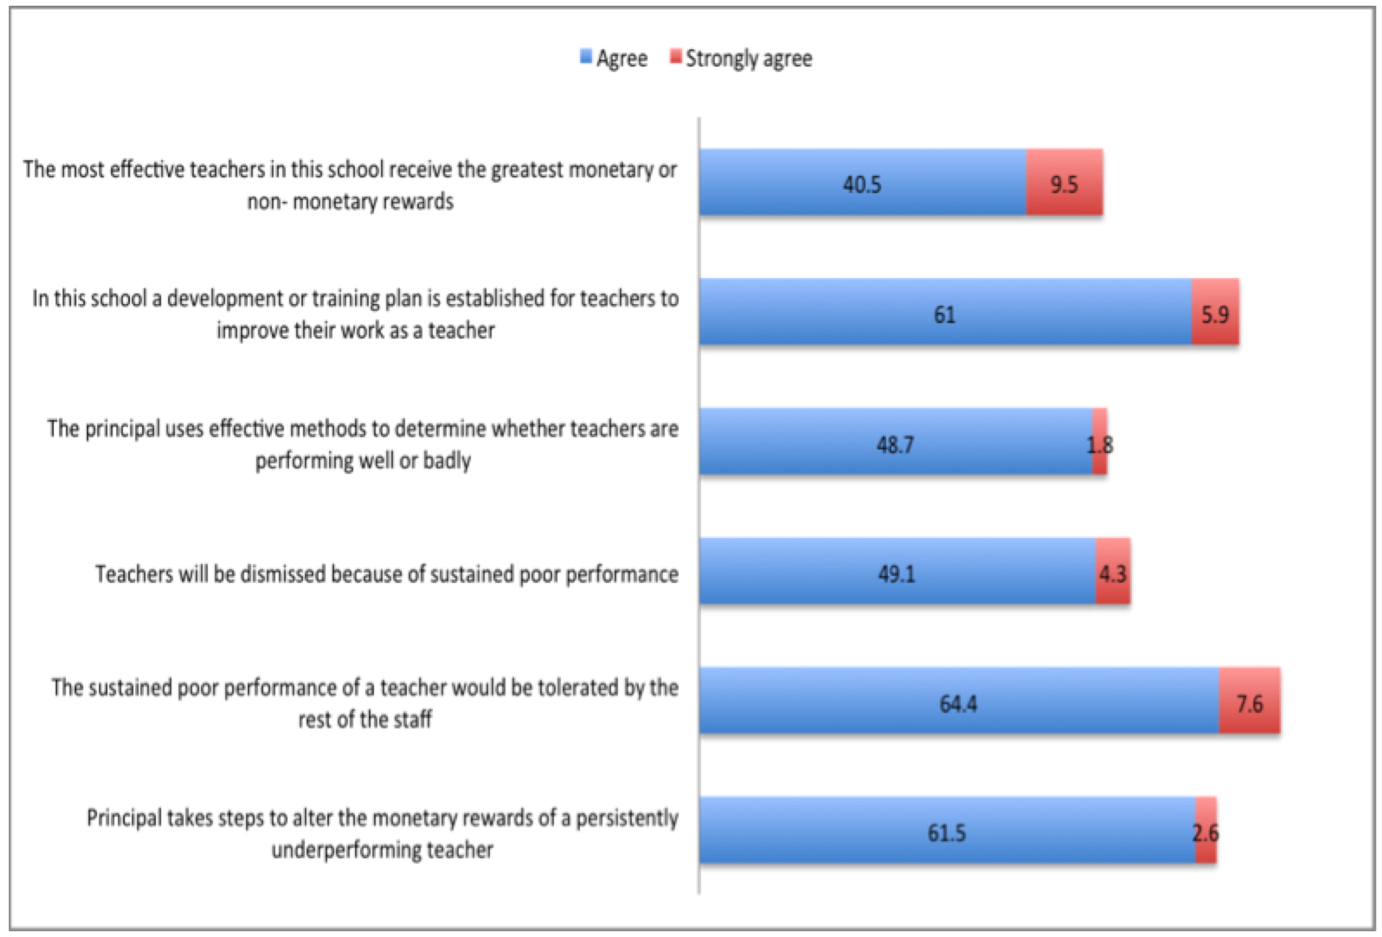 Agree Strongly agree
The most effective teachers in this school receive the greatest monetary or
non- monetary rewards
40.5 9.5
In this school a development or training plan is established for teachers to
improve their work as a teacher
61 5.9
The principal uses effective methods to determine whether teachers are
performing well or badly
48.7 1.8
Teachers will be dismissed because of sustained poor performance
49.1 4.3
The sustained poor performance of a teacher would be tolerated by the
rest of the staff
64.4 7.6
Principal takes steps to alter the monetary rewards of a persistently
underperforming teacher
61.5 2.6